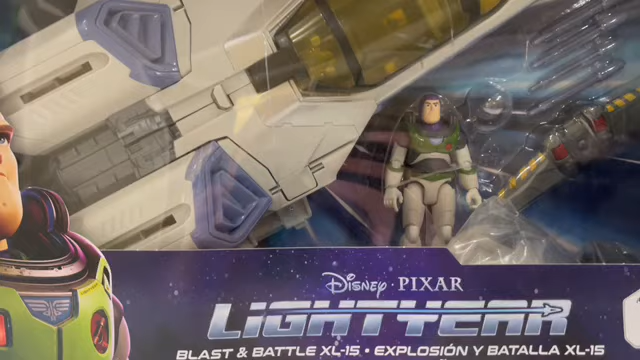 Disney PIXAR
LIGHTYEAR
BLAST & BATTLE XL-15 • EXPLOSIÓN Y BATALLA XL-15